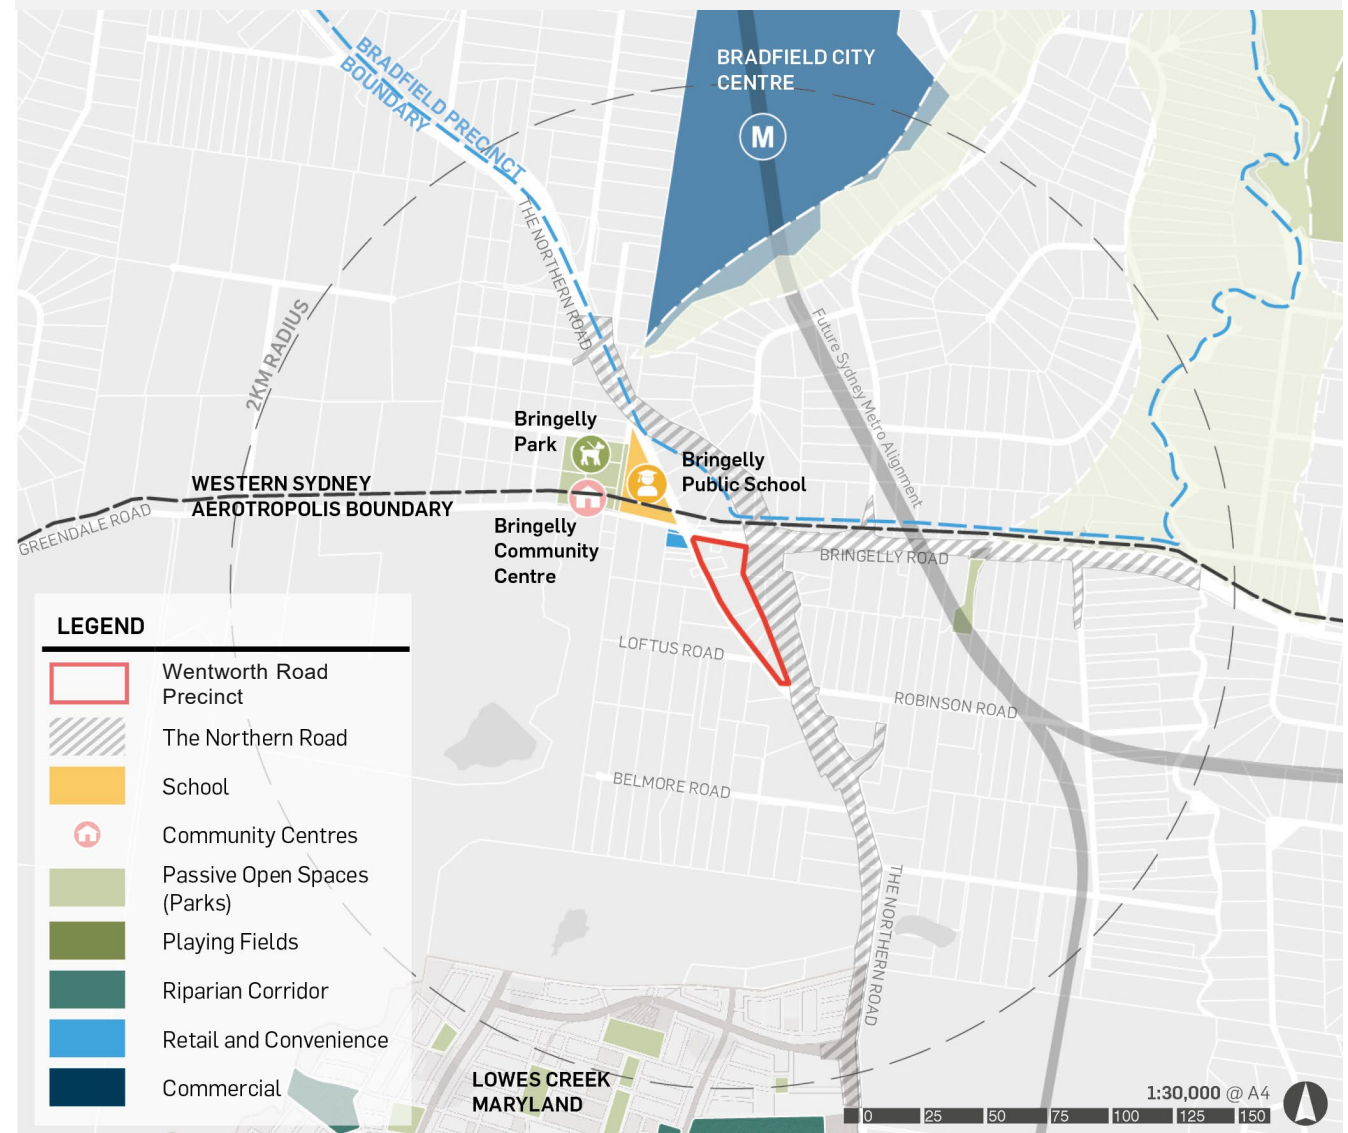 BRADFIELD CITY
CENTRE
M
BRADFIELD PRECINCT
BOUNDARY
THE NORTHERN ROAD
2KM RADIUS
Future Sydney Metro Alignment
Bringelly
Park
Bringelly
Public School
WESTERN SYDNEY
AEROTROPOLIS BOUNDARY
GREENDALE ROAD
Bringelly
Community
Centre
BRINGELLY ROAD
LOFTUS ROAD
ROBINSON ROAD
BELMORE ROAD
THE NORTHERN ROAD
LOWES CREEK
MARYLAND
LEGEND
Wentworth Road
Precinct
The Northern Road
School
Community Centres
Passive Open Spaces
(Parks)
Playing Fields
Riparian Corridor
Retail and Convenience
Commercial
1:30,000 @ A4
0 25 50 75 100 125 150